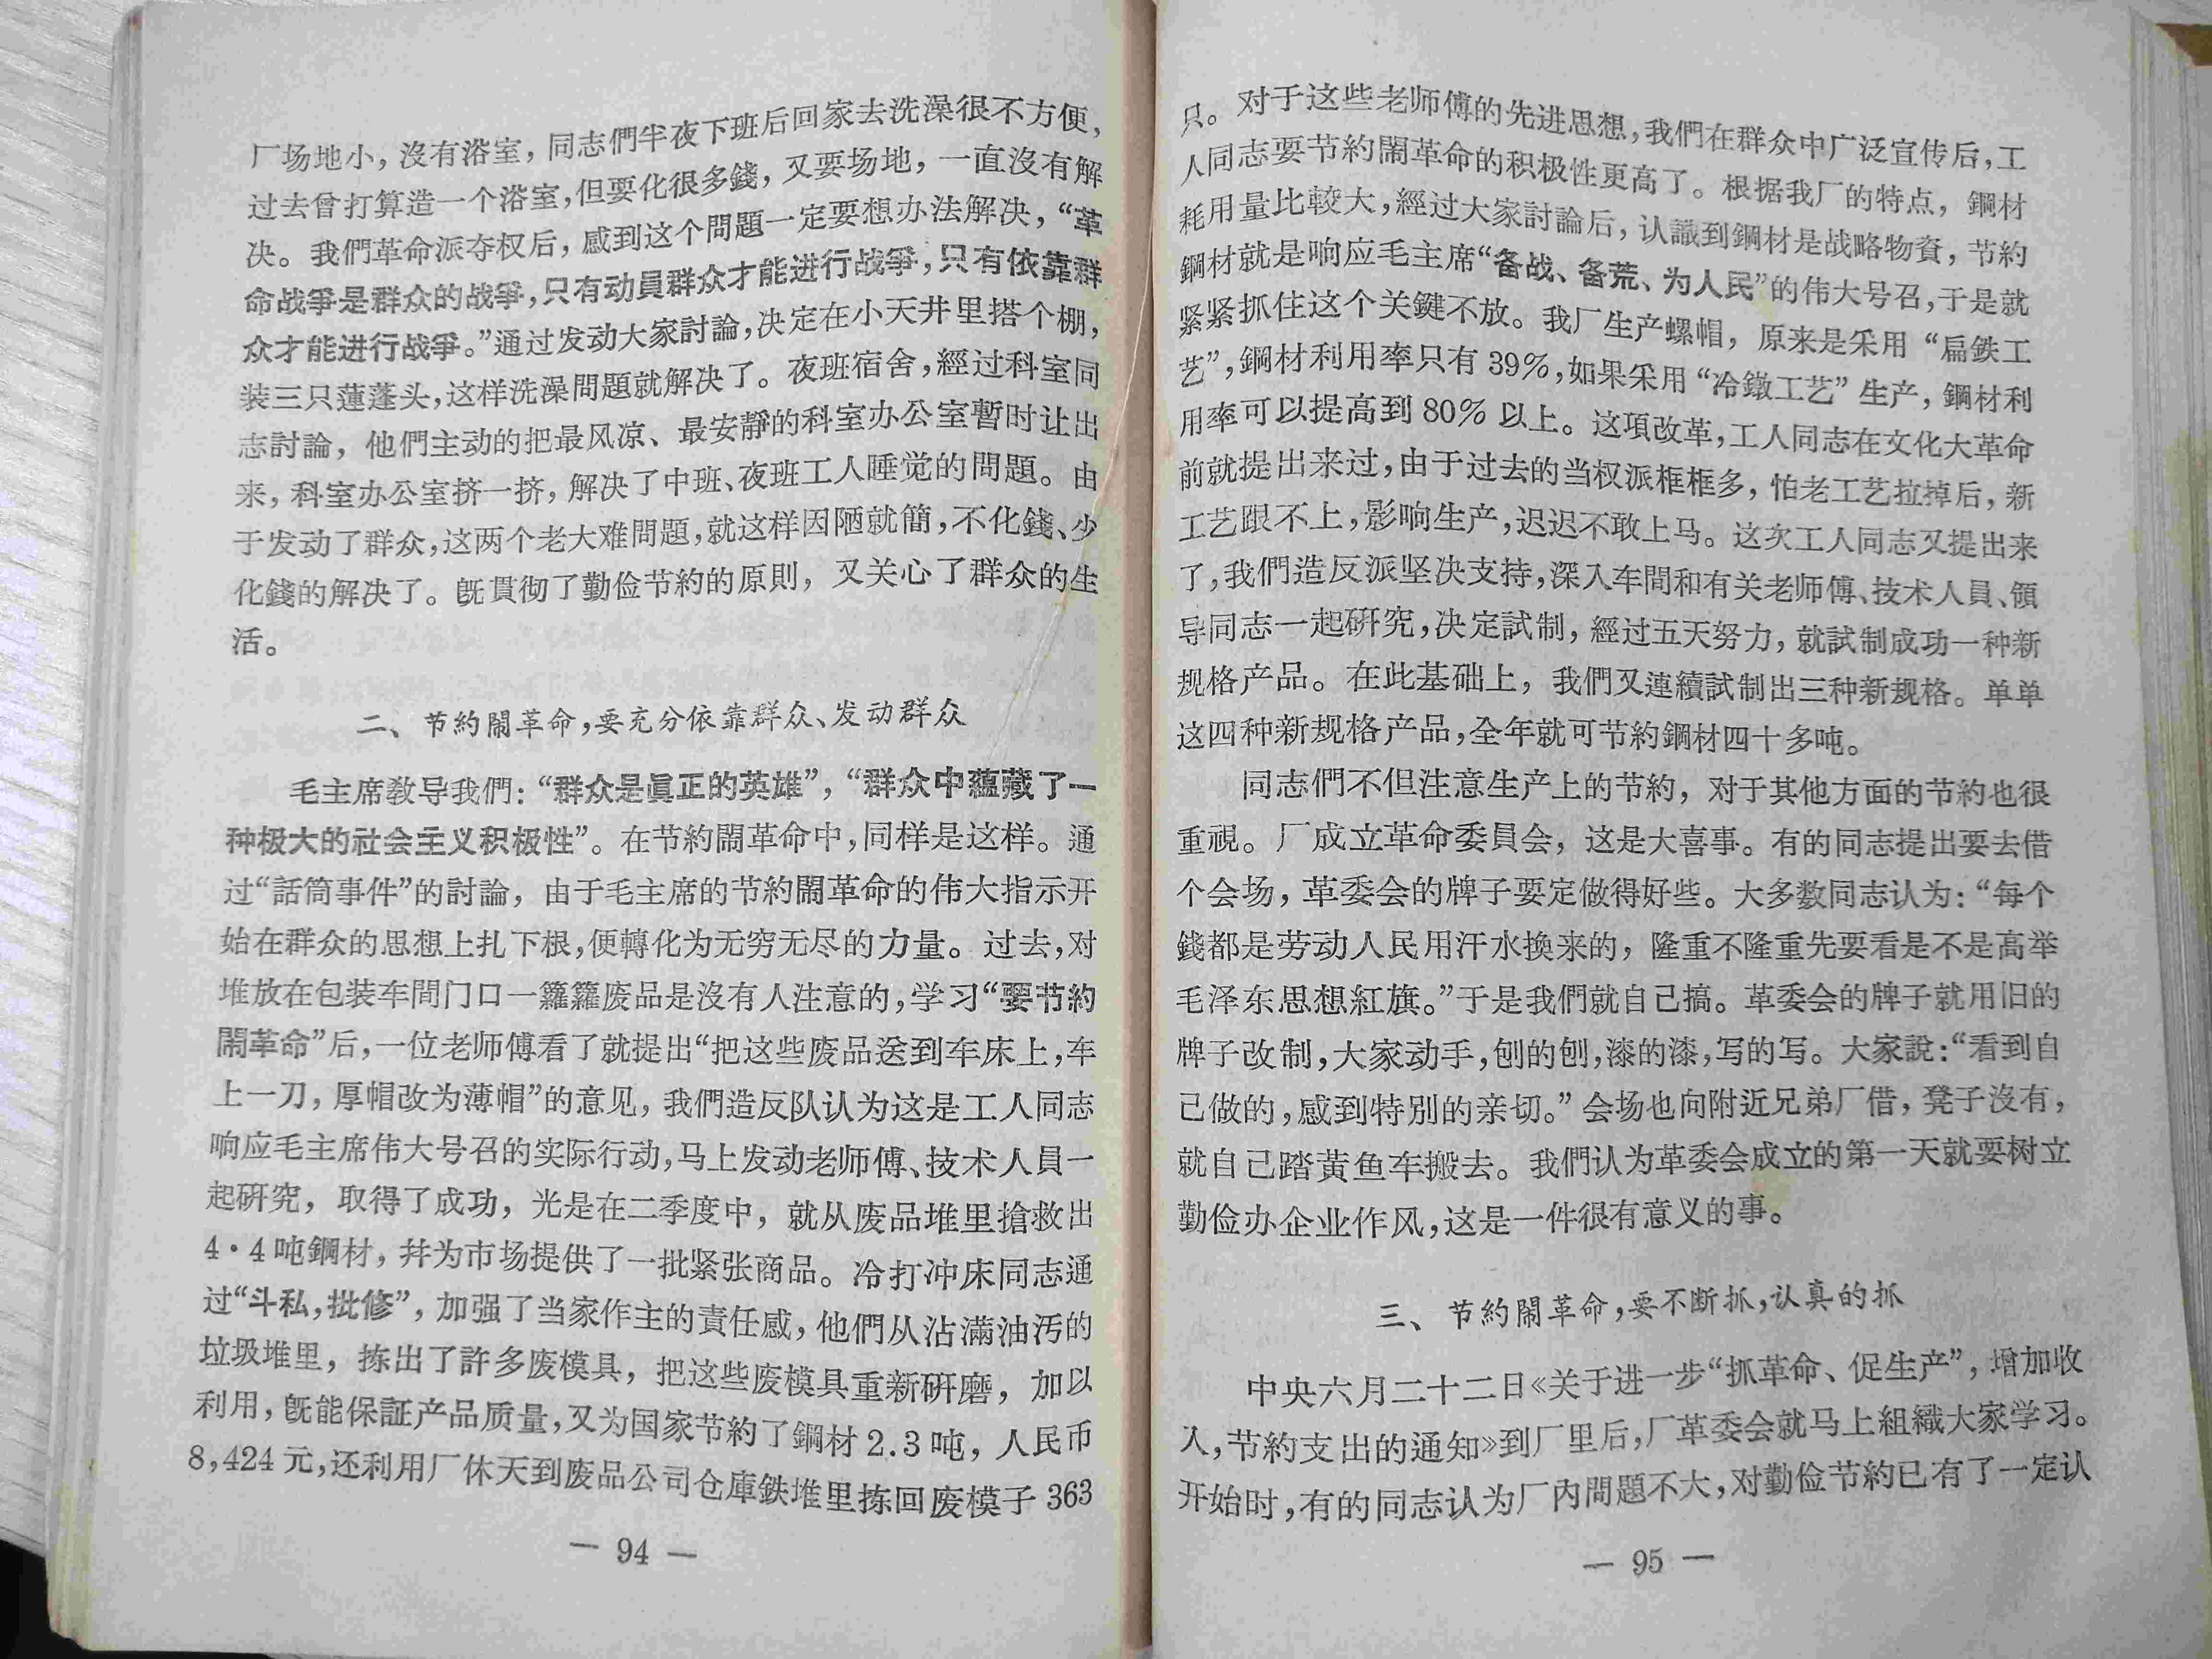 厂场地小，沒有浴室，同志們半夜下班后回家去洗澡很不方便，
过去曾打算造一个浴室，但要化很多錢，又要场地，一直沒有解
决。我們革命派夺权后，感到这个問題一定要想办法解决，“革
命战爭是群众的战爭，只有动員群众才能进行战爭，只有依靠群
众才能进行战爭。”通过发动大家討論，决定在小天井里搭个棚，
装三只蓮蓬头，这样洗澡問題就解决了。夜班宿舍，經过科室同
志討論，他們主动的把最风凉、最安靜的科室办公室暫时让出
来，科室办公室挤一挤，解决了中班、夜班工人睡觉的問題。由
于发动了群众，这两个老大难問題，就这样因陋就簡，不化錢、少
化錢的解决了。旣貫彻了勤俭节約的原則，又关心了群众的生
活。
二、节約鬧革命，要充分依靠群众、发动群众
毛主席教导我們：“群众是眞正的英雄”，“群众中蘊藏了一
种极大的社会主义积极性”。在节約鬧革命中，同样是这样。通
过“話筒事件”的討論，由于毛主席的节約鬧革命的伟大指示开
始在群众的思想上扎下根，便轉化为无穷无尽的力量。过去，对
堆放在包装车間门口一籮籮废品是沒有人注意的，学习“要节約
鬧革命”后，一位老师傅看了就提出“把这些废品送到车床上，车
上一刀，厚帽改为薄帽”的意见，我們造反队认为这是工人同志
响应毛主席伟大号召的实际行动，马上发动老师傅、技术人員一
起研究，取得了成功，光是在二季度中，就从废品堆里搶救出
4·4吨鋼材，幷为市场提供了一批紧张商品。冷打冲床同志通
过“斗私，批修”，加强了当家作主的責任感，他們从沾滿油污的
垃圾堆里，拣出了許多废模具，把这些废模具重新研磨，加以
利用，旣能保証产品质量，又为国家节約了鋼材2.3吨，人民币
8,424元，还利用厂休天到废品公司仓庫鉄堆里拣回废模子363
— 94 —
只。对于这些老师傅的先进思想，我們在群众中广泛宣传后，工
人同志要节約鬧革命的积极性更高了。根据我厂的特点，鋼材
耗用量比較大，經过大家討論后，认識到鋼材是战略物資，节約
鋼材就是响应毛主席“备战、备荒、为人民”的伟大号召，于是就
紧紧抓住这个关鍵不放。我厂生产螺帽，原来是采用“扁鉄工
艺”，鋼材利用率只有39%，如果采用“冷鐓工艺”生产，鋼材利
用率可以提高到80%以上。这項改革，工人同志在文化大革命
前就提出来过，由于过去的当权派框框多，怕老工艺拉掉后，新
工艺跟不上，影响生产，迟迟不敢上马。这次工人同志又提出来
了，我們造反派坚决支持，深入车間和有关老师傅、技术人員、領
导同志一起研究，决定試制，經过五天努力，就試制成功一种新
规格产品。在此基础上，我們又連續試制出三种新规格。单单
这四种新规格产品，全年就可节約鋼材四十多吨。
同志們不但注意生产上的节約，对于其他方面的节約也很
重視。厂成立革命委員会，这是大喜事。有的同志提出要去借
个会场，革委会的牌子要定做得好些。大多数同志认为：“每个
錢都是劳动人民用汗水换来的，隆重不隆重先要看是不是高举
毛泽东思想紅旗。”于是我們就自己搞。革委会的牌子就用旧的
牌子改制，大家动手，刨的刨，漆的漆，写的写。大家說：“看到自
己做的，感到特别的亲切。”会场也向附近兄弟厂借，凳子沒有，
就自己踏黄鱼车搬去。我們认为革委会成立的第一天就要树立
勤俭办企业作风，这是一件很有意义的事。
三、节約鬧革命，要不断抓，认真的抓
中央六月二十二日《关于进一步“抓革命、促生产”，增加收
入，节約支出的通知》到厂里后，厂革委会就马上組織大家学习。
开始时，有的同志认为厂内問題不大，对勤俭节約已有了一定认
— 95 —